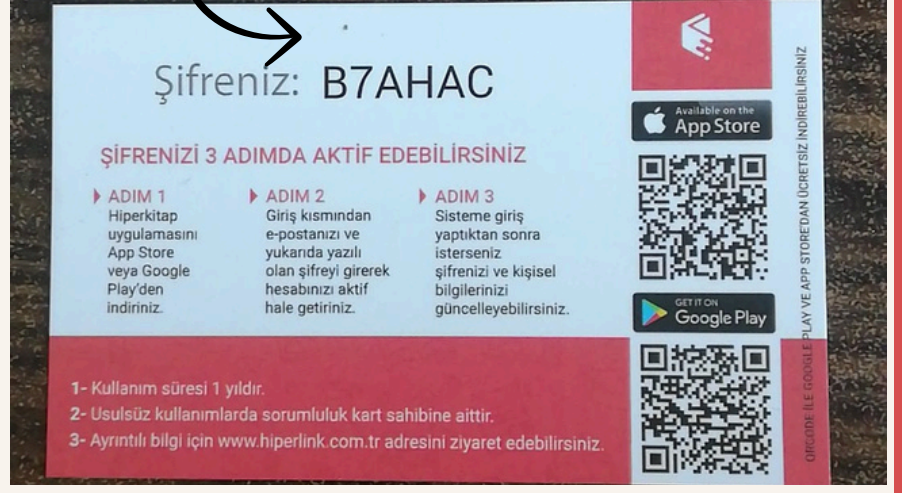 Şifreniz: B7AHAC
ŞİFRENİZİ 3 ADIMDA AKTİF EDEBİLİRSİNİZ
ADIM 1
Hiperkitap
uygulamasını
App Store
veya Google
Play'den
indiriniz.
ADIM 2
Giriş kısmından
e-postanızı ve
yukarıda yazılı
olan şifreyi girerek
hesabınızı aktif
hale getiriniz.
ADIM 3
Sisteme giriş
yaptıktan sonra
isterseniz
şifrenizi ve kişisel
bilgilerinizi
güncelleyebilirsiniz.
1- Kullanım süresi 1 yıldır.
2- Usulsüz kullanımlarda sorumluluk kart sahibine aittir.
3- Ayrıntılı bilgi için www.hiperlink.com.tr adresini ziyaret edebilirsiniz.
Available on the
App Store
GET IT ON
Google Play
QRCODE İLE GOOGLE PLAY VE APP STORE'DAN ÜCRETSİZ İNDİREBİLİRSİNİZ